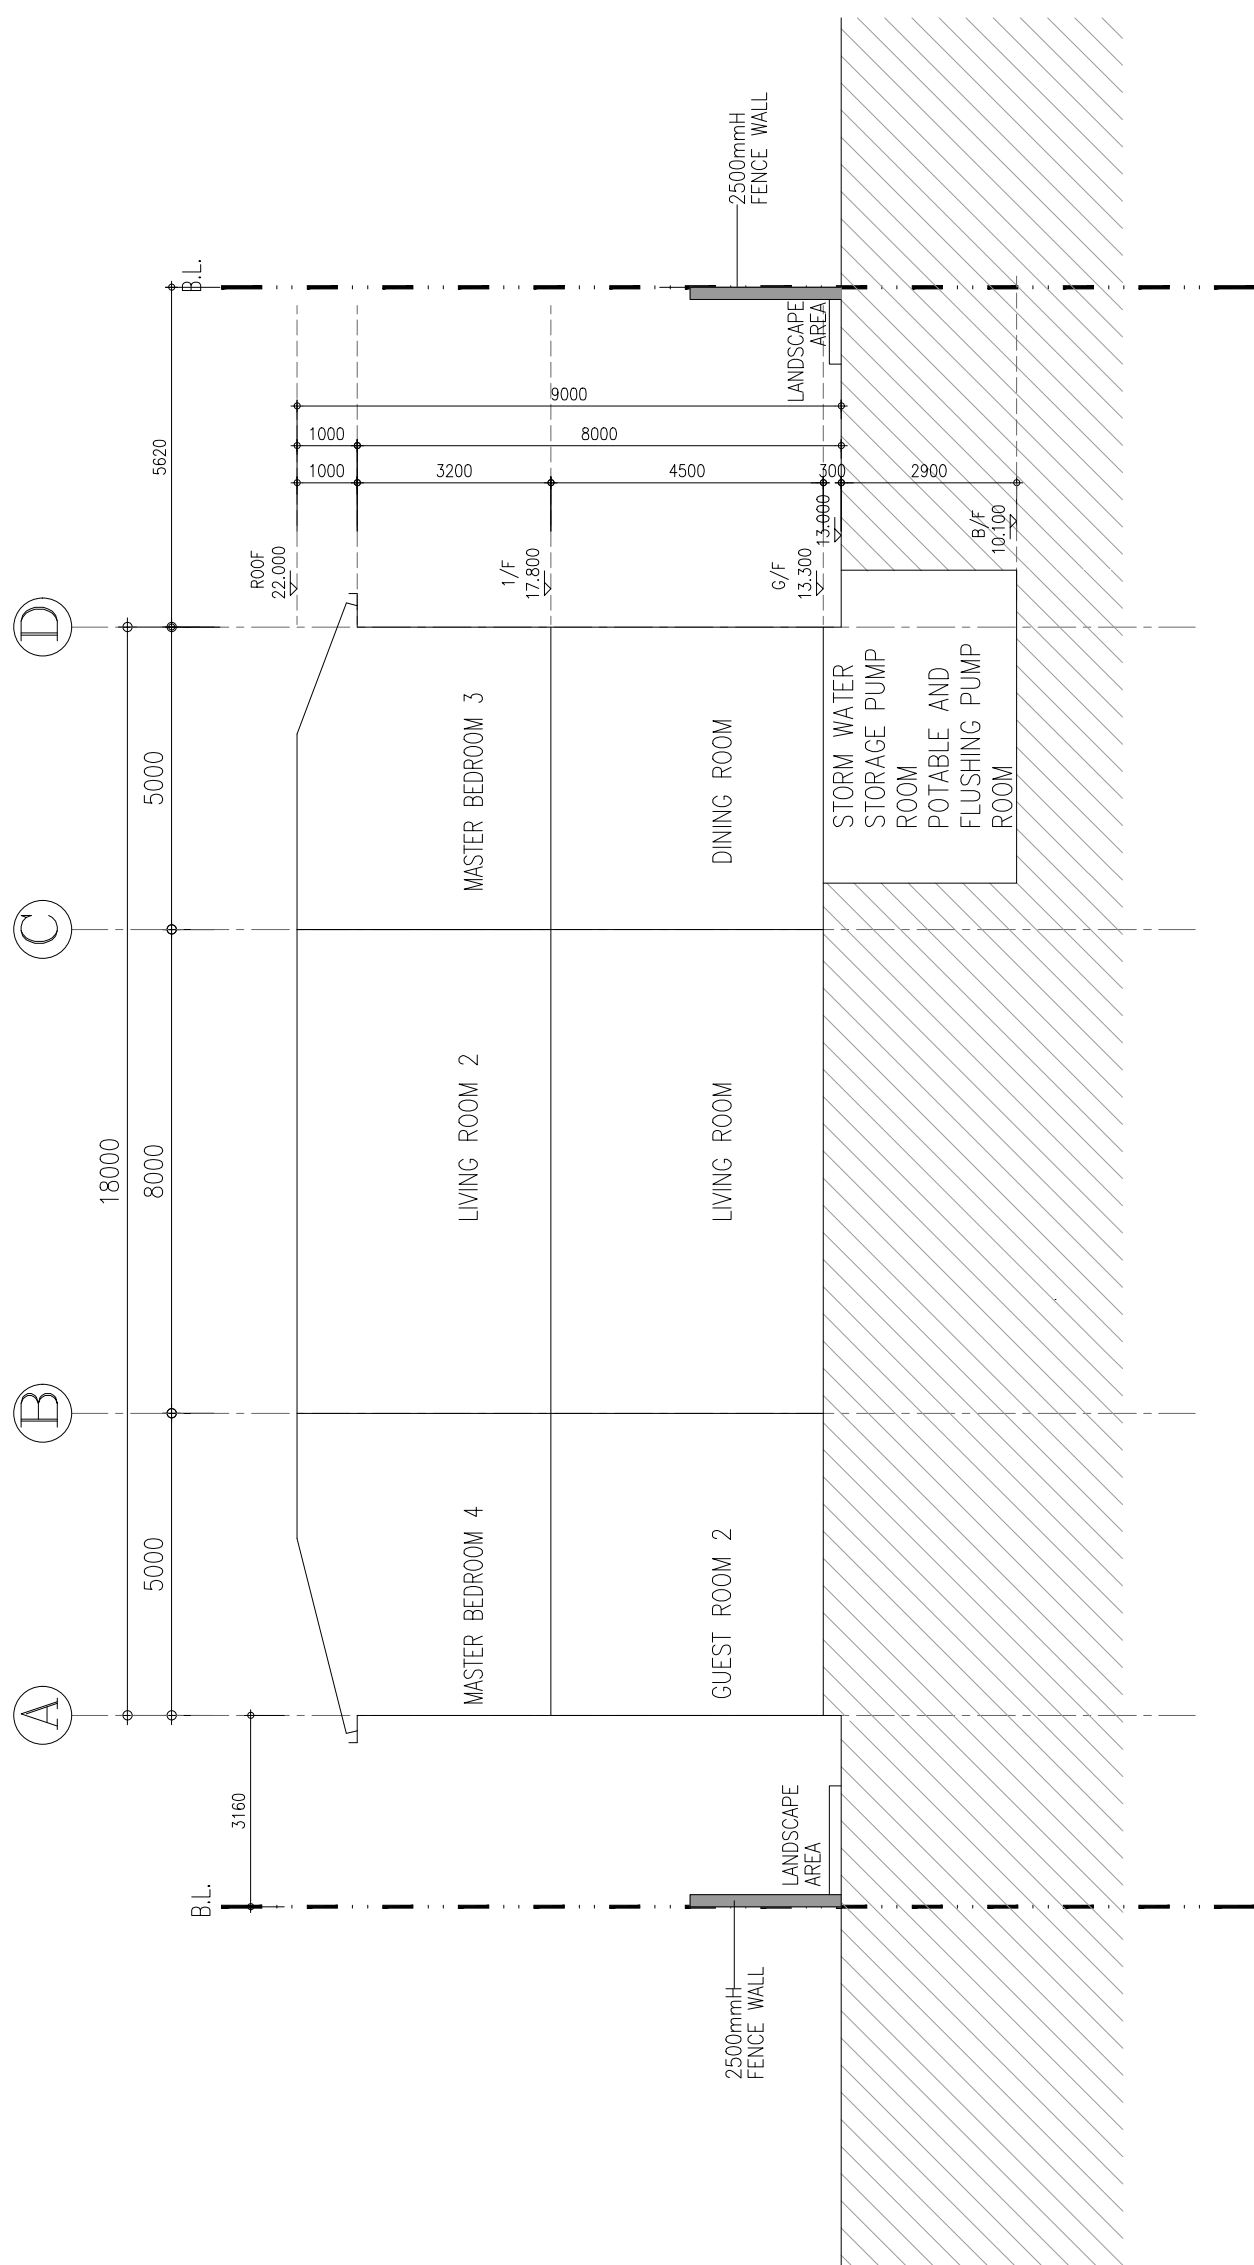 A
B
C
D
18000
5000
8000
5000
5620
3160
B.L.
B.L.
ROOF
22.000
1/F
17.800
G/F
13.300
13.000
B/F
10.100
1000
3200
4500
300
2900
1000
8000
9000
MASTER BEDROOM 4
LIVING ROOM 2
MASTER BEDROOM 3
GUEST ROOM 2
LIVING ROOM
DINING ROOM
STORM WATER
STORAGE PUMP
ROOM
POTABLE AND
FLUSHING PUMP
ROOM
2500mmH
FENCE WALL
LANDSCAPE
AREA
LANDSCAPE
AREA
2500mmH
FENCE WALL